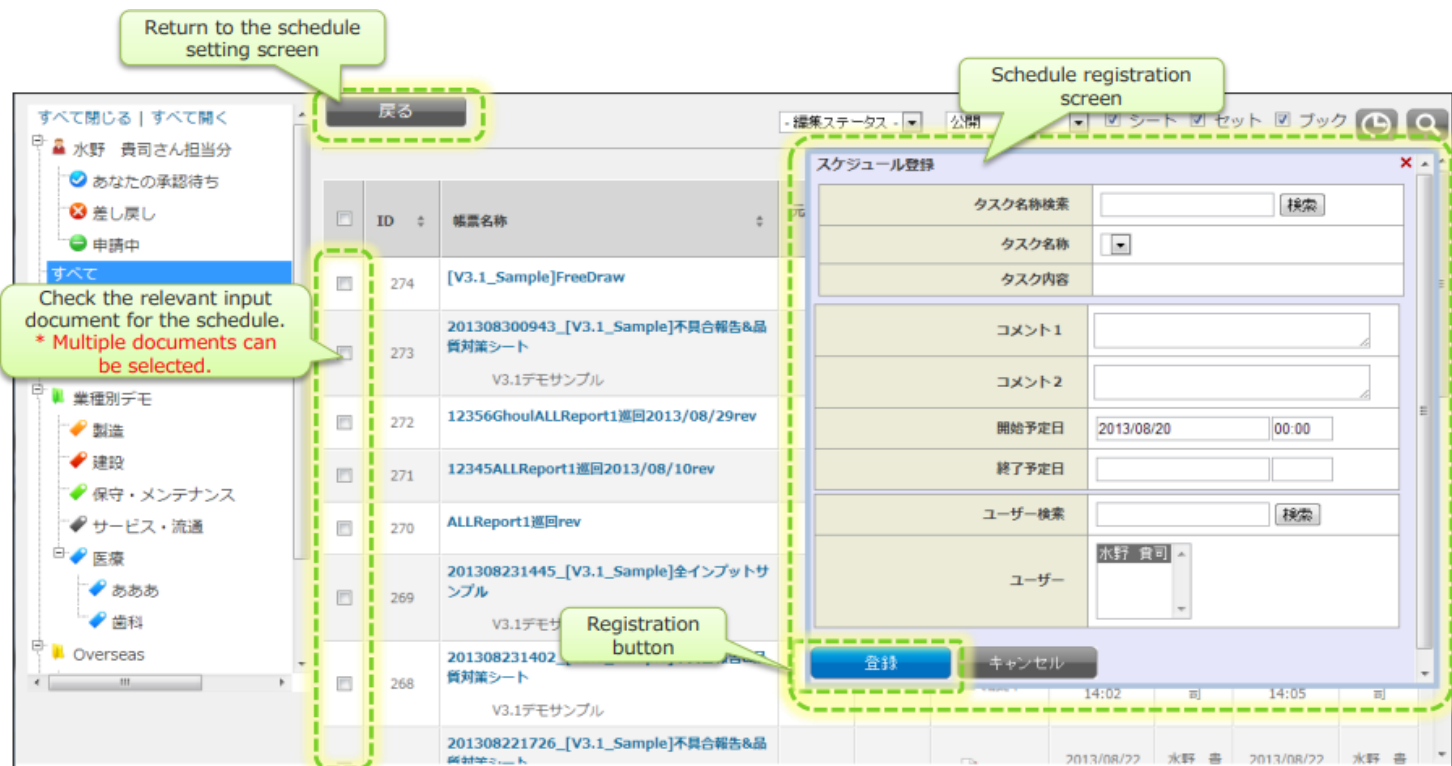 Return to the schedule
setting screen
Schedule registration
screen
すべて閉じる | すべて開く
水野 貴司さん担当分
あなたの承認待ち
差し戻し
申請中
すべて
Check the relevant input
document for the schedule.
* Multiple documents can
be selected.
業種別デモ
製造
建設
保守・メンテナンス
サービス・流通
医療
あああ
歯科
Overseas
戻る
- 編集ステータス -
公開
シート
セット
ブック
ID
帳票名称
元
274
[V3.1_Sample]FreeDraw
273
201308300943_[V3.1_Sample]不具合報告&品
質対策シート
V3.1デモサンプル
272
12356GhoulALLReport1巡回2013/08/29rev
271
12345ALLReport1巡回2013/08/10rev
270
ALLReport1巡回rev
269
201308231445_[V3.1_Sample]全インプットサ
ンプル
V3.1デモサ
Registration
button
268
201308231402_
質対策シート
V3.1デモサンプル
14:02
司
14:05
司
201308221726_[V3.1_Sample]不具合報告&品
質対策シート
2013/08/22
水野 貴
2013/08/22
水野 貴
スケジュール登録
タスク名称検索
検索
タスク名称
タスク内容
コメント1
コメント2
開始予定日
2013/08/20
00:00
終了予定日
ユーザー検索
検索
ユーザー
水野 貴司
登録
キャンセル